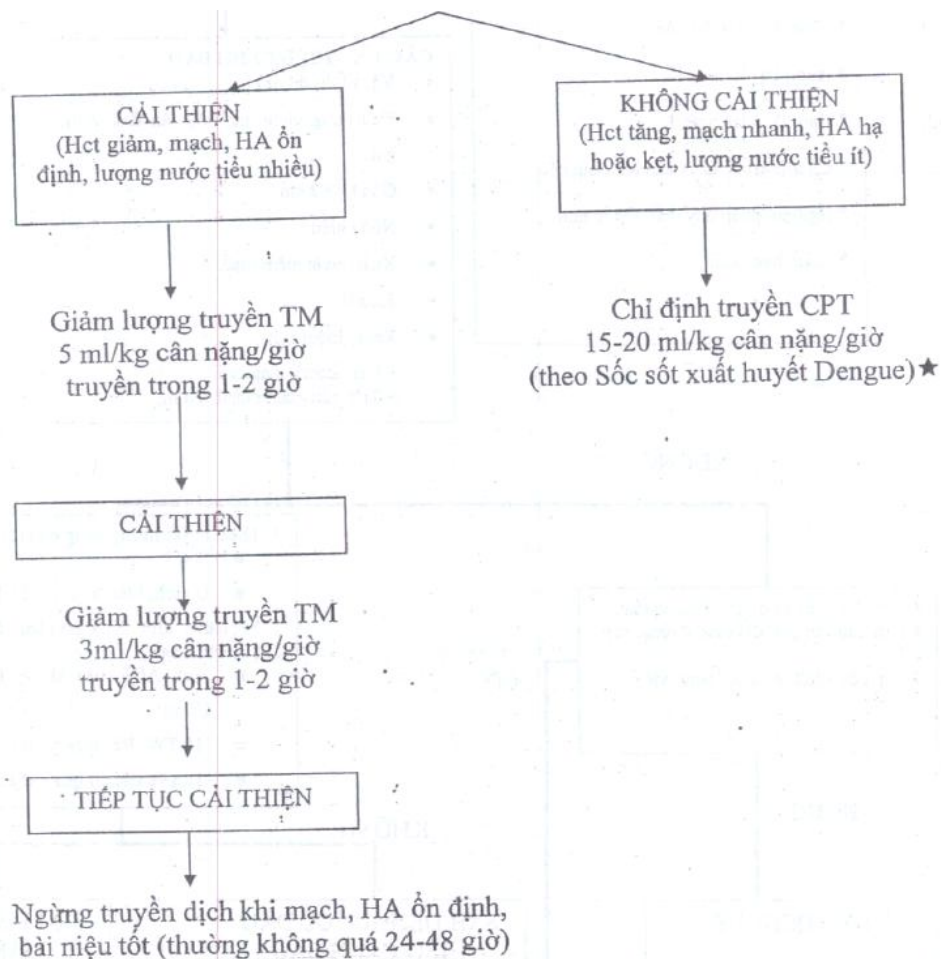 CẢI THIỆN
(Hct giảm, mạch, HA ổn
định, lượng nước tiểu nhiều)
KHÔNG CẢI THIỆN
(Hct tăng, mạch nhanh, HA hạ
hoặc kẹt, lượng nước tiểu ít)
Giảm lượng truyền TM
5 ml/kg cân nặng/giờ
truyền trong 1-2 giờ
Chỉ định truyền CPT
15-20 ml/kg cân nặng/giờ
(theo Sốc sốt xuất huyết Dengue)★
CẢI THIỆN
Giảm lượng truyền TM
3ml/kg cân nặng/giờ
truyền trong 1-2 giờ
TIẾP TỤC CẢI THIỆN
Ngừng truyền dịch khi mạch, HA ổn định,
bài niệu tốt (thường không quá 24-48 giờ)